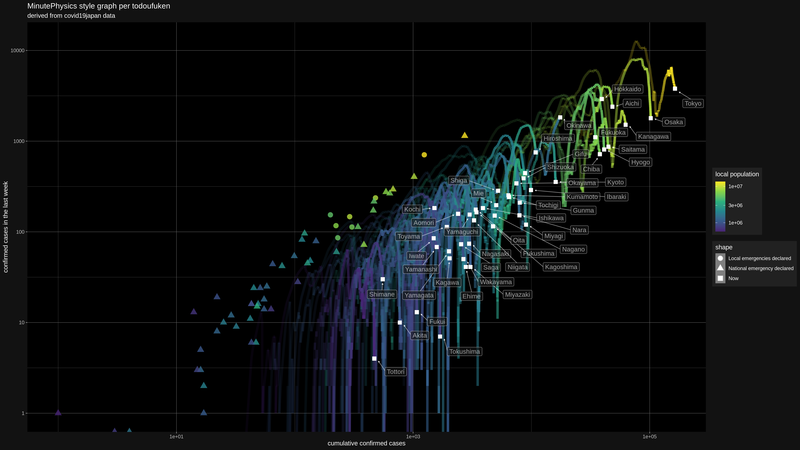 MinutePhysics style graph per todoufuken
derived from covid19japan data
confirmed cases in the last week
10000
1000
100
10
1
1e+01
1e+03
1e+05
cumulative confirmed cases
Hokkaido
Aichi
Tokyo
Osaka
Okinawa
Fukuoka
Kanagawa
Hiroshima
Saitama
Gifu
Hyogo
Chiba
Shizuoka
Shiga
Okayama
Kyoto
Mie
Kumamoto
Ibaraki
Kochi
Tochigi
Gunma
Ishikawa
Aomori
Nara
Yamaguchi
Toyama
Miyagi
Oita
Nagano
Iwate
Nagasaki
Fukushima
Yamanashi
Saga
Niigata
Kagoshima
Kagawa
Wakayama
Shimane
Yamagata
Ehime
Miyazaki
Fukui
Akita
Tokushima
Tottori
local population
1e+07
3e+06
1e+06
shape
Local emergencies declared
National emergency declared
Now